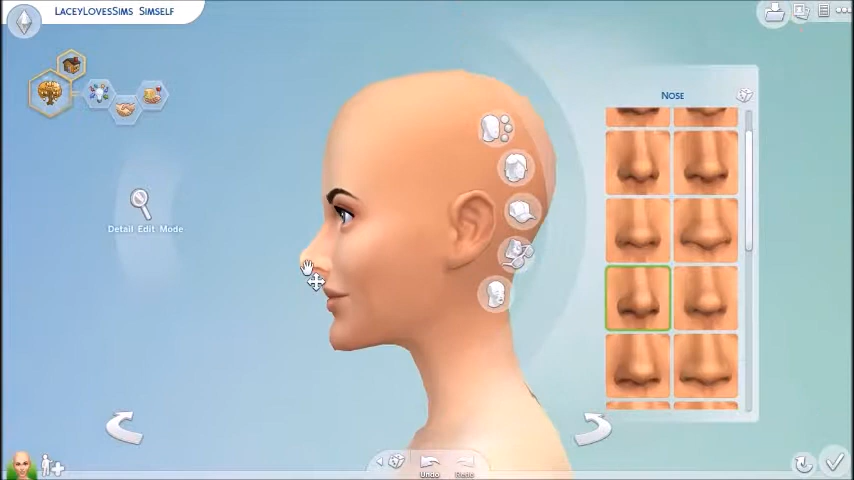 LaceyLovesSims Simself
Nose
Detail Edit Mode
Undo
Redo